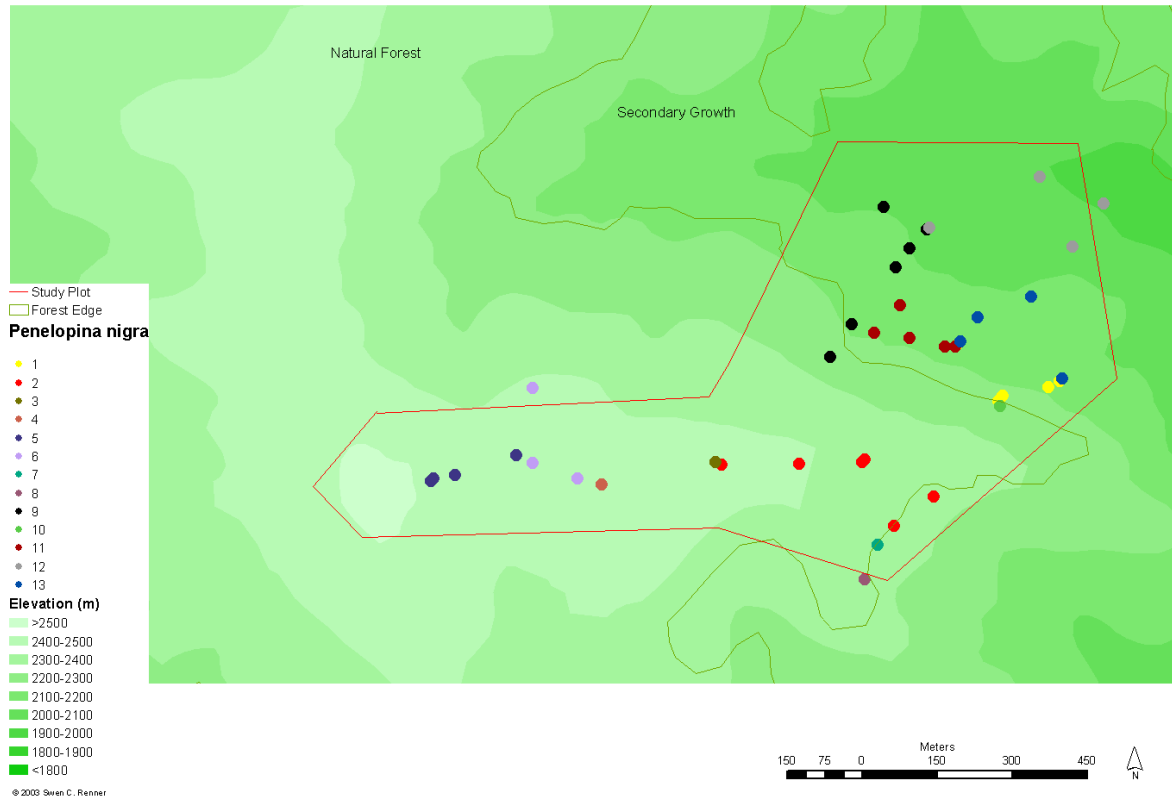 Natural Forest
Secondary Growth
Study Plot
Forest Edge
Penelopina nigra
1
2
3
4
5
6
7
8
9
10
11
12
13
Elevation (m)
>2500
2400-2500
2300-2400
2200-2300
2100-2200
2000-2100
1900-2000
1800-1900
<1800
Meters
150 75 0 150 300 450
N
© 2003 Swen C. Renner